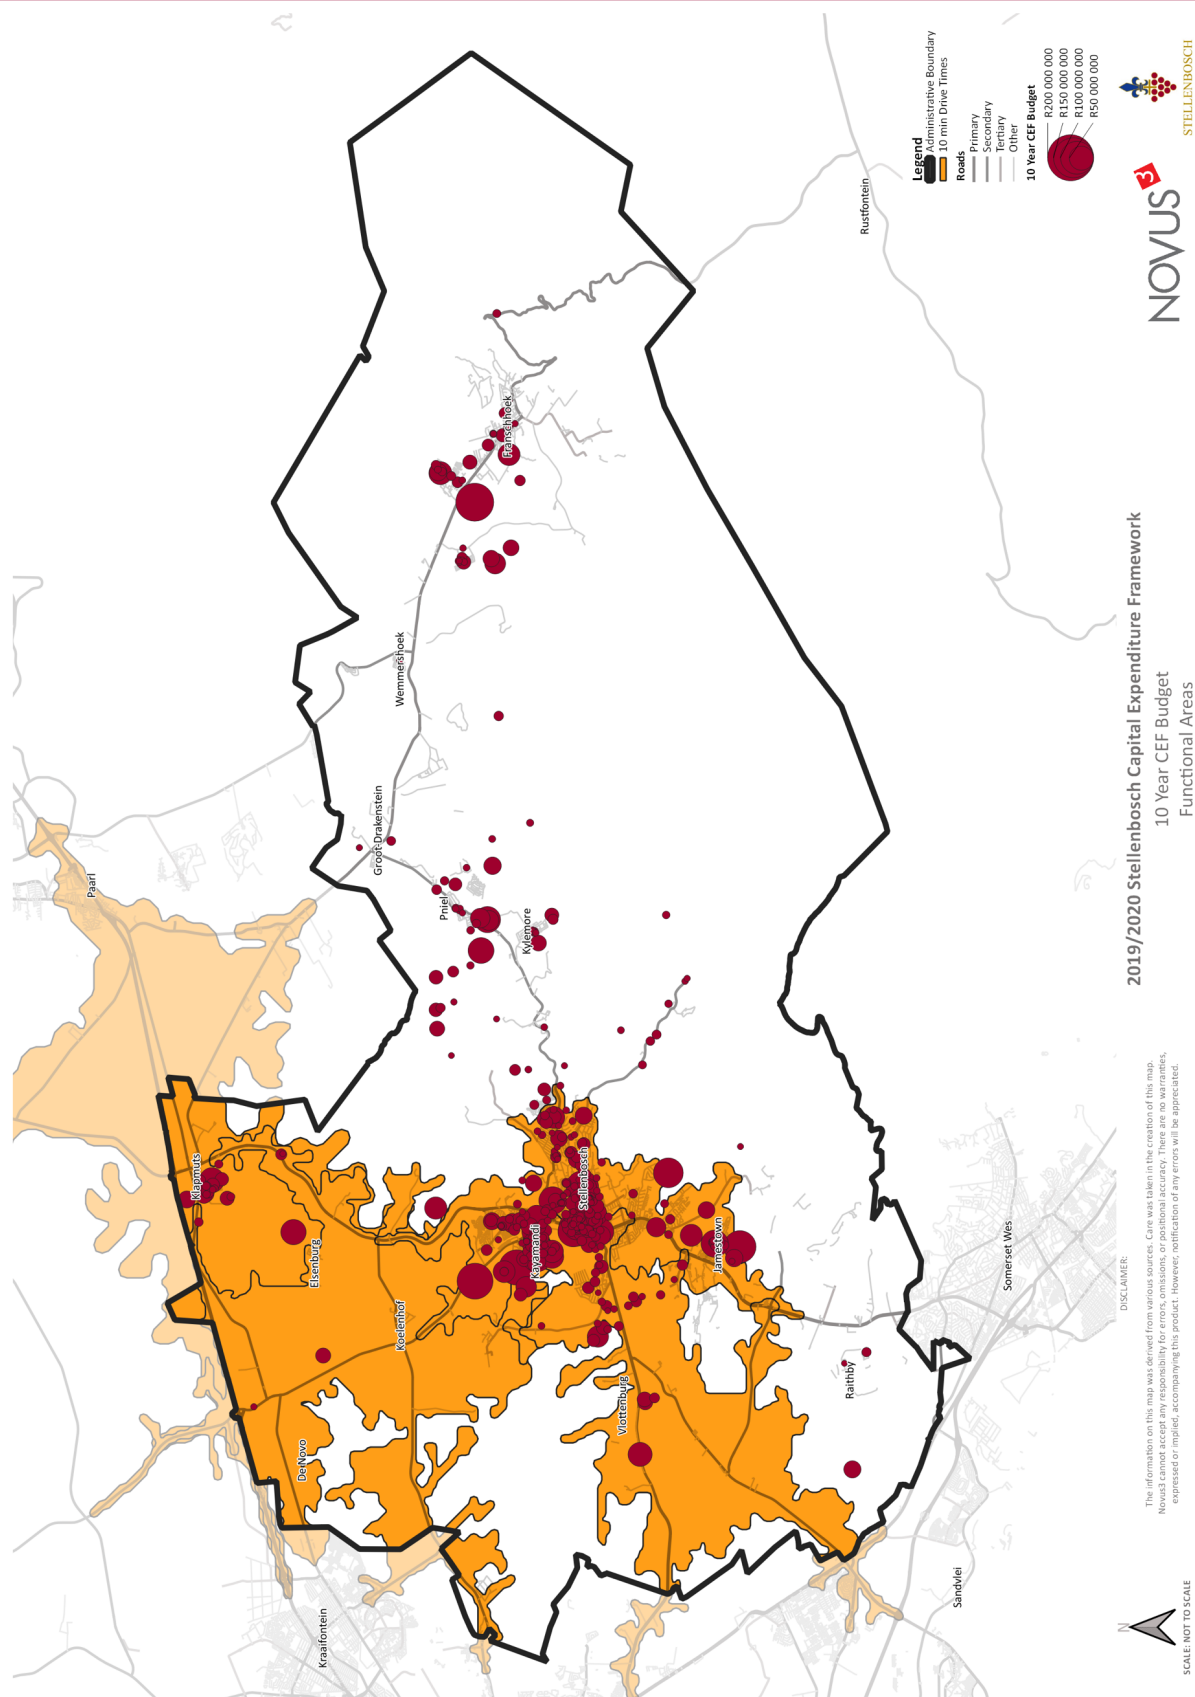 Legend
Administrative Boundary
10 min Drive Times
Roads
Primary
Secondary
Tertiary
Other
10 Year CEF Budget
R200 000 000
R150 000 000
R100 000 000
R50 000 000
Paarl
Klapmuts
Elsenburg
Koelenhof
De Novo
Kraaifontein
Groot-Drakenstein
Wemmershoek
Franschhoek
Pniel
Kylemore
Stellenbosch
Kayamandi
Jamestown
Vlottenburg
Raithby
Somerset Wes
Sandvlei
Rustfontein
N
SCALE: NOT TO SCALE
DISCLAIMER:
The information on this map was derived from various sources. Care was taken in the creation of this map.
Novus3 cannot accept any responsibility for errors, omissions, or positional accuracy. There are no warranties,
expressed or implied, accompanying this product. However, notification of any errors will be appreciated.
2019/2020 Stellenbosch Capital Expenditure Framework
10 Year CEF Budget
Functional Areas
NOVUS3
STELLENBOSCH